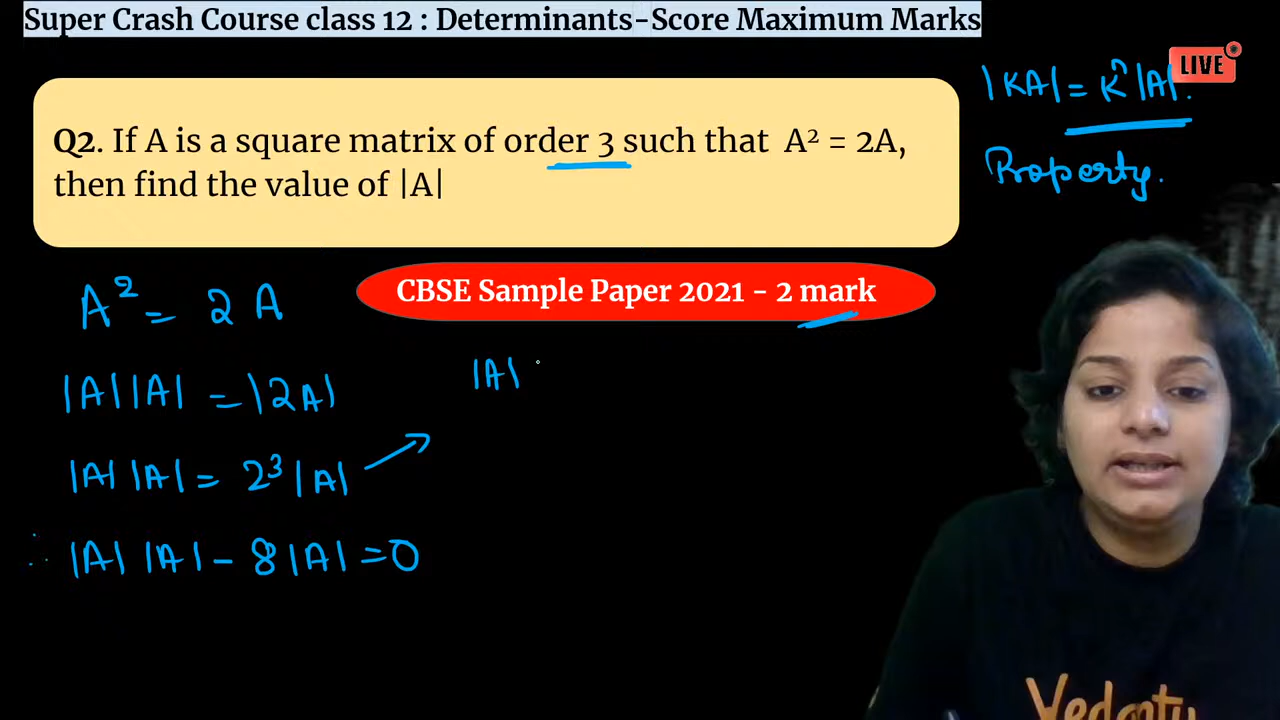 Super Crash Course class 12 : Determinants-Score Maximum Marks
LIVE
|KA| = Kⁿ |A|.
Property.
Q2. If A is a square matrix of order 3 such that A² = 2A,
then find the value of |A|
CBSE Sample Paper 2021 - 2 mark
A² = 2 A
|A| |A| = |2A|
|A| |A| = 2³ |A|
∴ |A| |A| - 8 |A| = 0
|A|
Vedantu